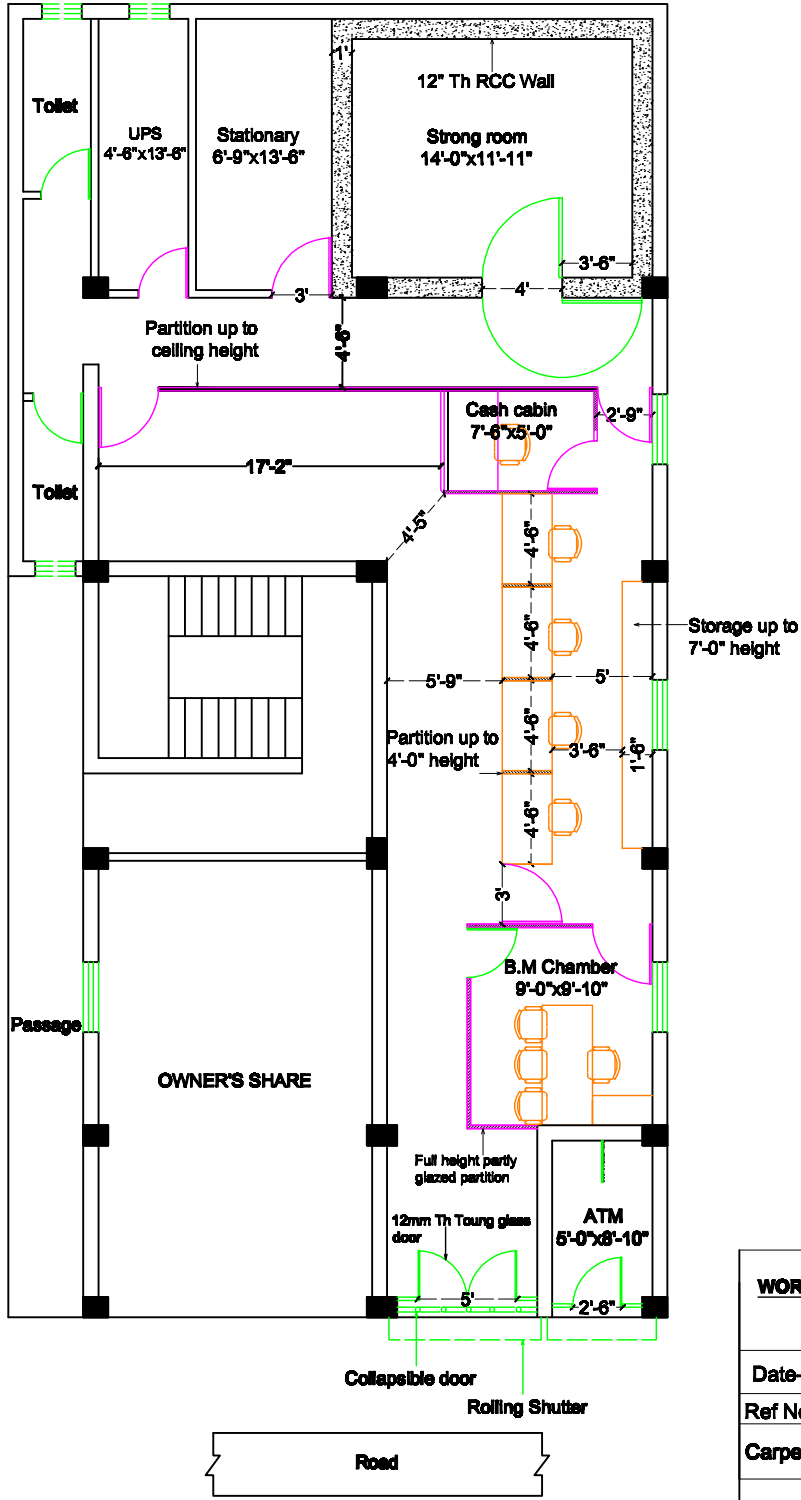 1'
12" Th RCC Wall
Toilet
UPS
4'-6"x13'-6"
Stationary
6'-9"x13'-6"
Strong room
14'-0"x11'-11"
3'-6"
3'
4'
Partition up to
ceiling height
4'-6"
Cash cabin
7'-6"x5'-0"
2'-9"
17'-2"
Toilet
4'-5"
4'-6"
4'-6"
Storage up to
7'-0" height
5'-9"
5'
4'-6"
Partition up to
4'-0" height
3'-6"
1'-6"
4'-6"
3'
B.M Chamber
9'-0"x9'-10"
Passage
OWNER'S SHARE
Full height partly
glazed partition
12mm Th Toung glass
door
ATM
5'-0"x8'-10"
5'
2'-6"
Collapsible door
Rolling Shutter
Road
WOR
Date-
Ref N
Carpe